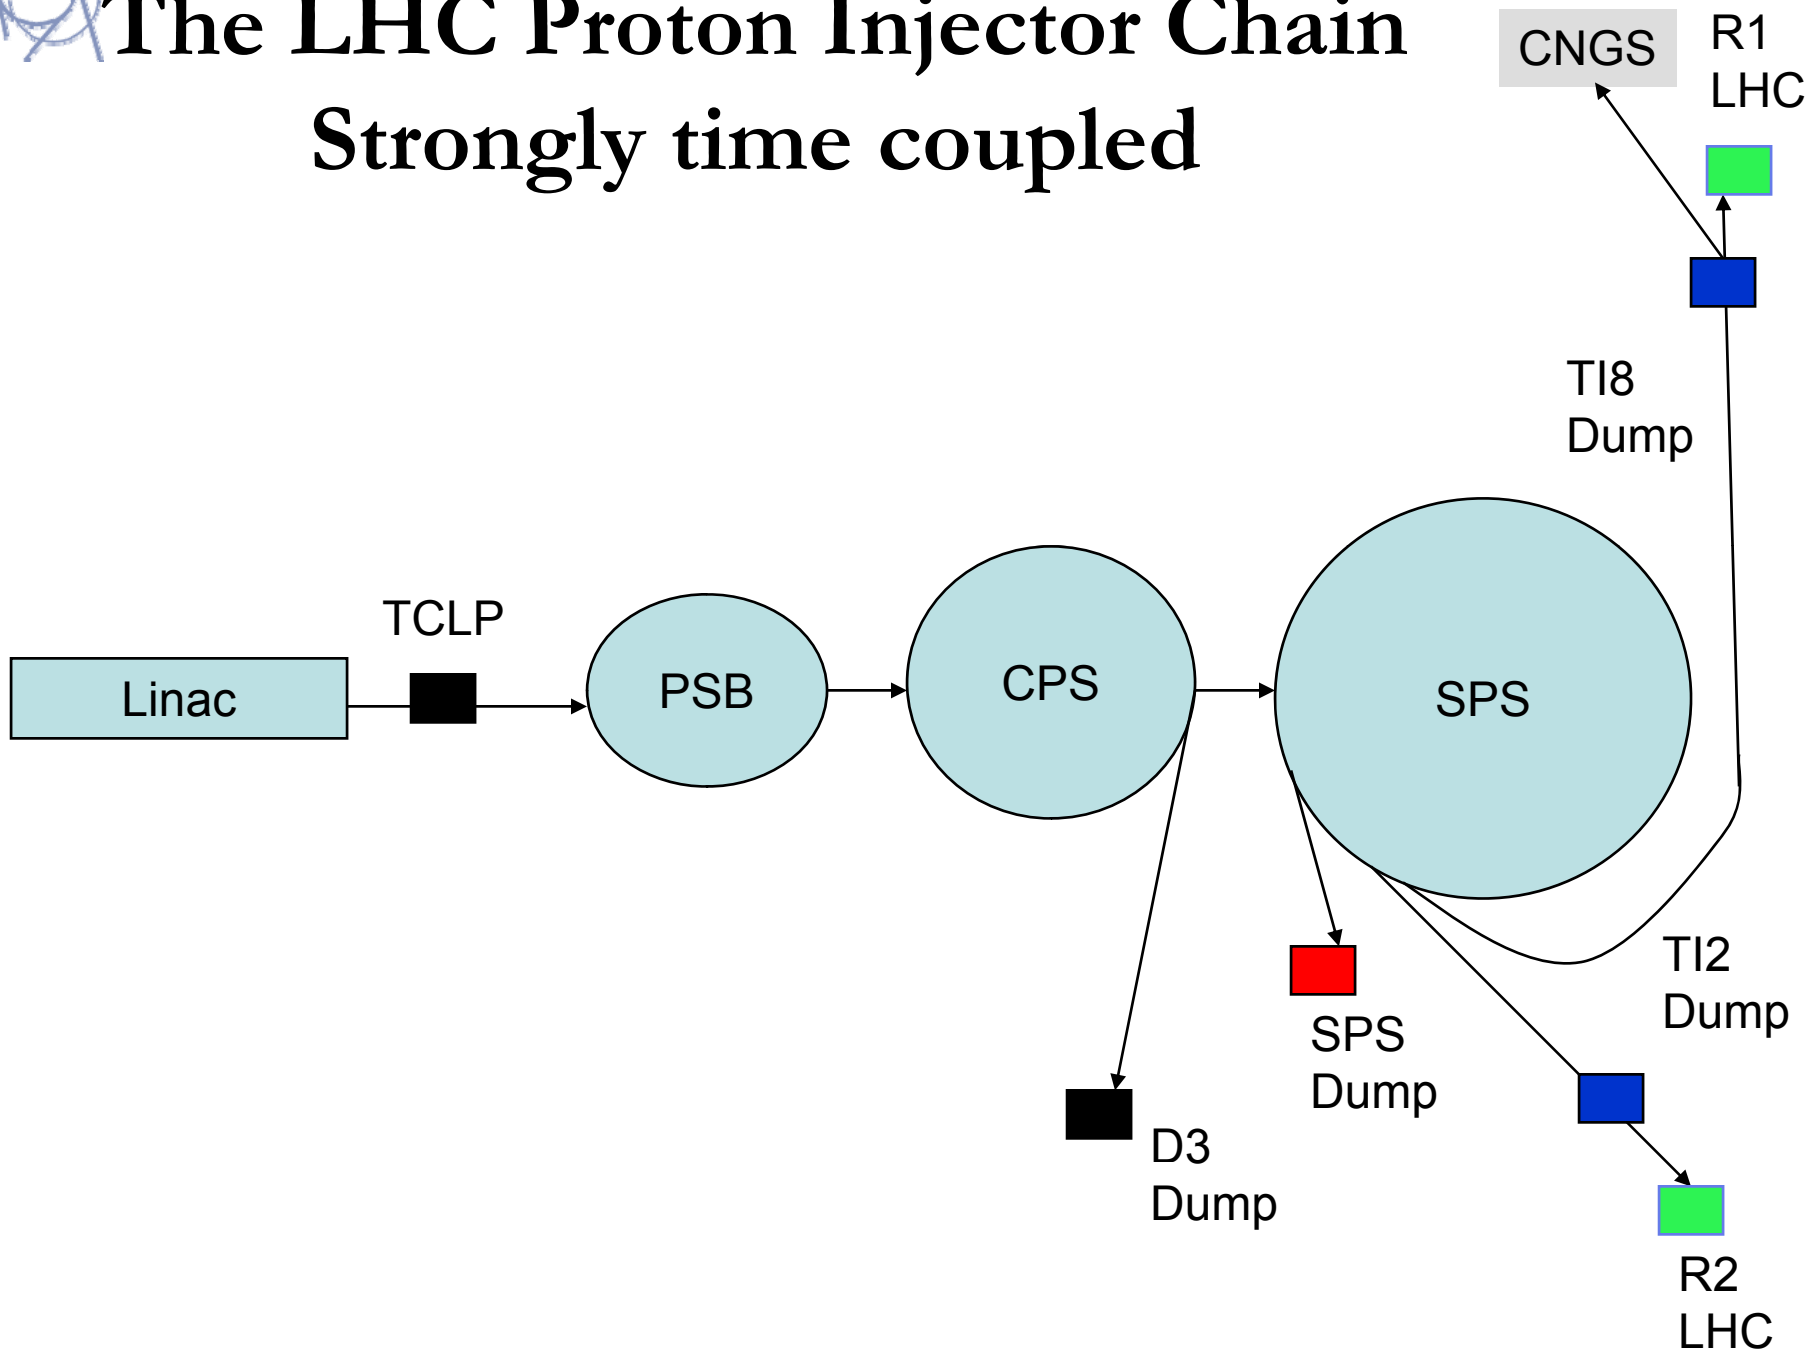 The LHC Proton Injector Chain
Strongly time coupled
CNGS
R1
LHC
TI8
Dump
TCLP
Linac
PSB
CPS
SPS
TI2
Dump
SPS
Dump
D3
Dump
R2
LHC